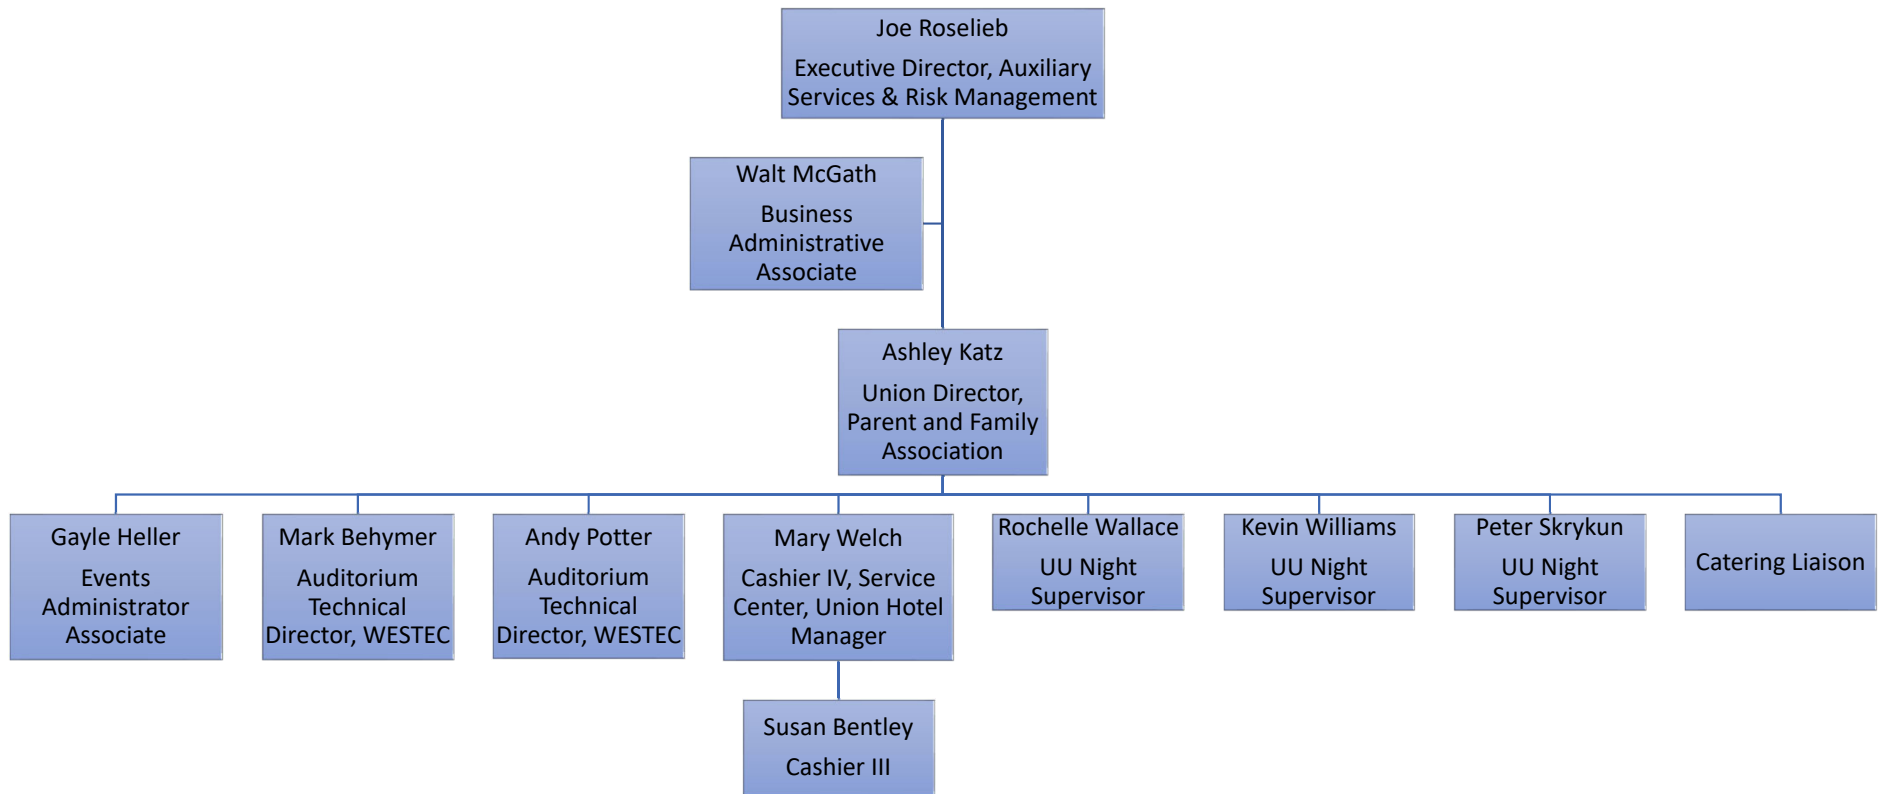 Joe Roselieb
Executive Director, Auxiliary
Services & Risk Management
Walt McGath
Business
Administrative
Associate
Ashley Katz
Union Director,
Parent and Family
Association
Gayle Heller
Events
Administrator
Associate
Mark Behymer
Auditorium
Technical
Director, WESTEC
Andy Potter
Auditorium
Technical
Director, WESTEC
Mary Welch
Cashier IV, Service
Center, Union Hotel
Manager
Rochelle Wallace
UU Night
Supervisor
Kevin Williams
UU Night
Supervisor
Peter Skrykun
UU Night
Supervisor
Catering Liaison
Susan Bentley
Cashier III